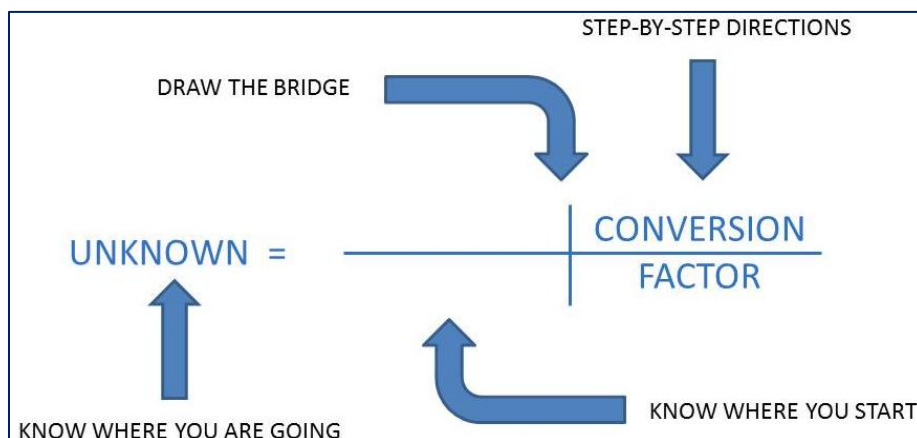 STEP-BY-STEP DIRECTIONS
DRAW THE BRIDGE
UNKNOWN =
CONVERSION
FACTOR
KNOW WHERE YOU START
KNOW WHERE YOU ARE GOING